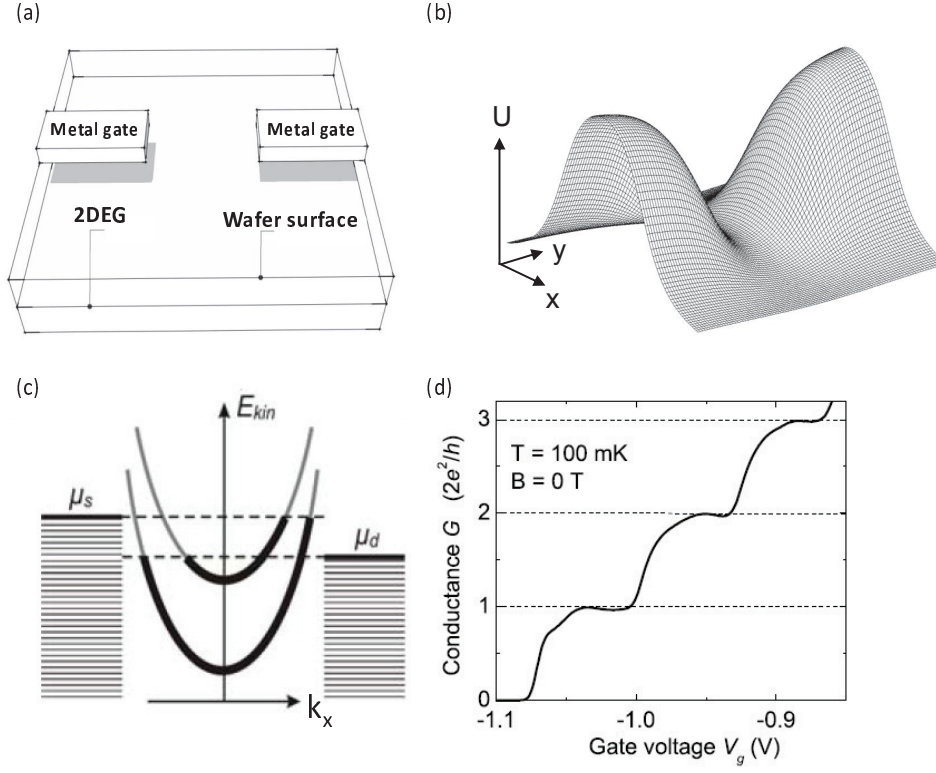 (a)
Metal gate
Metal gate
2DEG
Wafer surface
(b)
U
y
x
(c)
E_kin
μ_s
μ_d
k_x
(d)
3
2
1
0
Conductance G (2e²/h)
T = 100 mK
B = 0 T
-1.1
-1.0
-0.9
Gate voltage V_g (V)